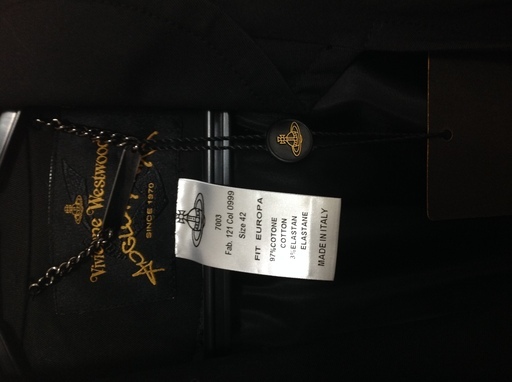 Vivienne Westwood
ANGLOMANIA
SINCE 1970
7003
Fab. 121 Col 0999
Size 42
FIT EUROPA
97%COTONE
COTTON
3%ELASTAN
ELASTANE
MADE IN ITALY